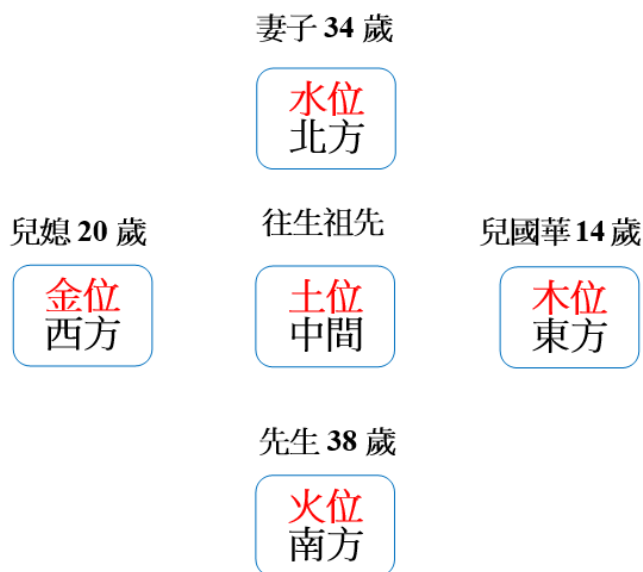 妻子 34 歲
水位
北方
兒媳 20 歲
金位
西方
往生祖先
土位
中間
兒國華 14 歲
木位
東方
先生 38 歲
火位
南方